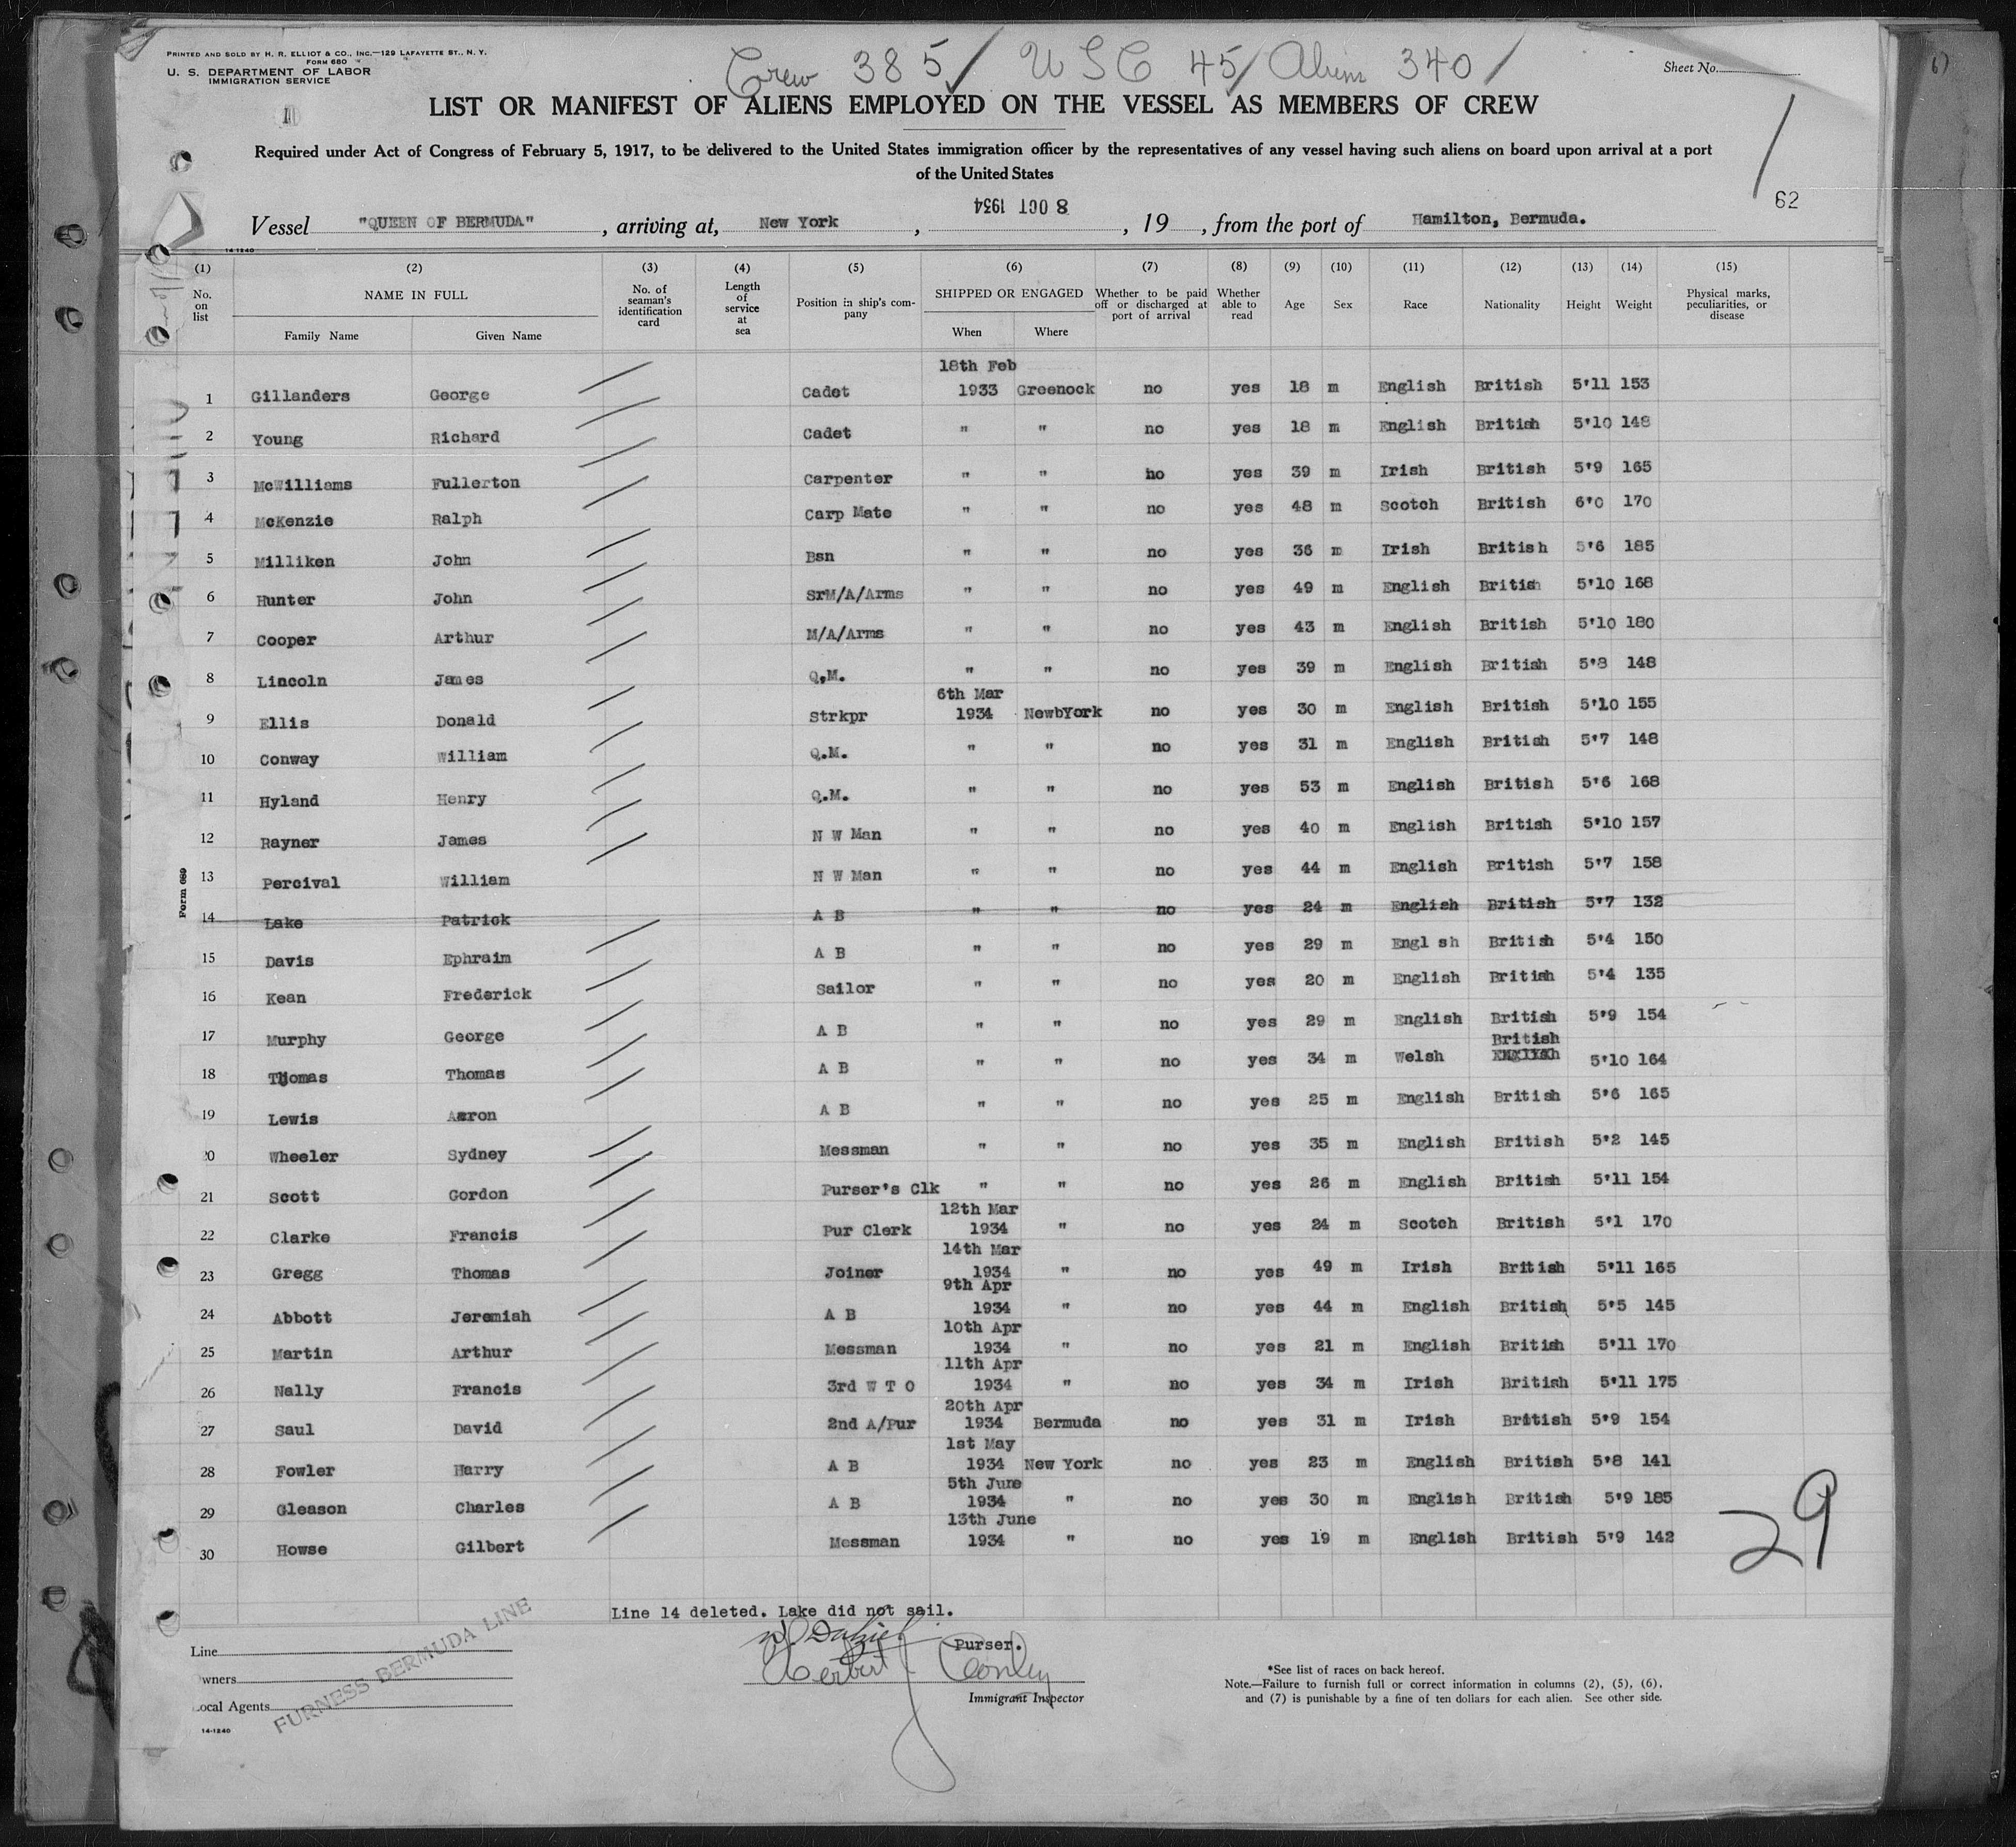 PRINTED AND SOLD BY H. R. ELLIOT & CO., INC.—129 LAFAYETTE ST., N. Y.
FORM 680
U. S. DEPARTMENT OF LABOR
IMMIGRATION SERVICE
Crew 385/ USC 45/ Aliens 340/
Sheet No.
1
LIST OR MANIFEST OF ALIENS EMPLOYED ON THE VESSEL AS MEMBERS OF CREW
Required under Act of Congress of February 5, 1917, to be delivered to the United States immigration officer by the representatives of any vessel having such aliens on board upon arrival at a port
of the United States
62
8 OCT 1934
Vessel "QUEEN OF BERMUDA", arriving at, New York, , 19 , from the port of Hamilton, Bermuda.
14-1240
(1) (2) (3) (4) (5) (6) (7) (8) (9) (10) (11) (12) (13) (14) (15)
No. on list NAME IN FULL Family Name Given Name No. of seaman's identification card Length of service at sea Position in ship's company SHIPPED OR ENGAGED When Where Whether to be paid off or discharged at port of arrival Whether able to read Age Sex Race Nationality Height Weight Physical marks, peculiarities, or disease
18th Feb
1 Gillanders George Cadet 1933 Greenock no yes 18 m English British 5'11 153
2 Young Richard Cadet " " no yes 18 m English British 5'10 148
3 McWilliams Fullerton Carpenter " " no yes 39 m Irish British 5'9 165
4 McKenzie Ralph Carp Mate " " no yes 48 m Scotch British 6'0 170
5 Milliken John Bsn " " no yes 36 m Irish British 5'6 185
6 Hunter John SrM/A/Arms " " no yes 49 m English British 5'10 168
7 Cooper Arthur M/A/Arms " " no yes 43 m English British 5'10 180
8 Lincoln James Q.M. " " no yes 39 m English British 5'8 148
6th Mar
9 Ellis Donald Strkpr 1934 NewbYork no yes 30 m English British 5'10 155
10 Conway William Q.M. " " no yes 31 m English British 5'7 148
11 Hyland Henry Q.M. " " no yes 53 m English British 5'6 168
12 Rayner James N W Man " " no yes 40 m English British 5'10 157
13 Percival William N W Man " " no yes 44 m English British 5'7 158
14 Lake Patrick A B " " no yes 24 m English British 5'7 132
15 Davis Ephraim A B " " no yes 29 m Engl sh British 5'4 150
16 Kean Frederick Sailor " " no yes 20 m English British 5'4 135
17 Murphy George A B " " no yes 29 m English British 5'9 154
British
18 Thomas Thomas A B " " no yes 34 m Welsh 5'10 164
19 Lewis Aaron A B " " no yes 25 m English British 5'6 165
20 Wheeler Sydney Messman " " no yes 35 m English British 5'2 145
21 Scott Gordon Purser's Clk " " no yes 26 m English British 5'11 154
12th Mar
22 Clarke Francis Pur Clerk 1934 " no yes 24 m Scotch British 5'1 170
14th Mar
23 Gregg Thomas Joiner 1934 " no yes 49 m Irish British 5'11 165
9th Apr
24 Abbott Jeremiah A B 1934 " no yes 44 m English British 5'5 145
10th Apr
25 Martin Arthur Messman 1934 " no yes 21 m English British 5'11 170
11th Apr
26 Nally Francis 3rd W T O 1934 " no yes 34 m Irish British 5'11 175
20th Apr
27 Saul David 2nd A/Pur 1934 Bermuda no yes 31 m Irish British 5'9 154
1st May
28 Fowler Harry A B 1934 New York no yes 23 m English British 5'8 141
5th June
29 Gleason Charles A B 1934 " no yes 30 m English British 5'9 185
13th June
30 Howse Gilbert Messman 1934 " no yes 19 m English British 5'9 142
29
Form 680
Line 14 deleted. Lake did not sail.
Purser.
Herbert J Conley
Immigrant Inspector
Line
Owners
Local Agents
FURNESS BERMUDA LINE
14-1240
*See list of races on back hereof.
Note.—Failure to furnish full or correct information in columns (2), (5), (6),
and (7) is punishable by a fine of ten dollars for each alien. See other side.